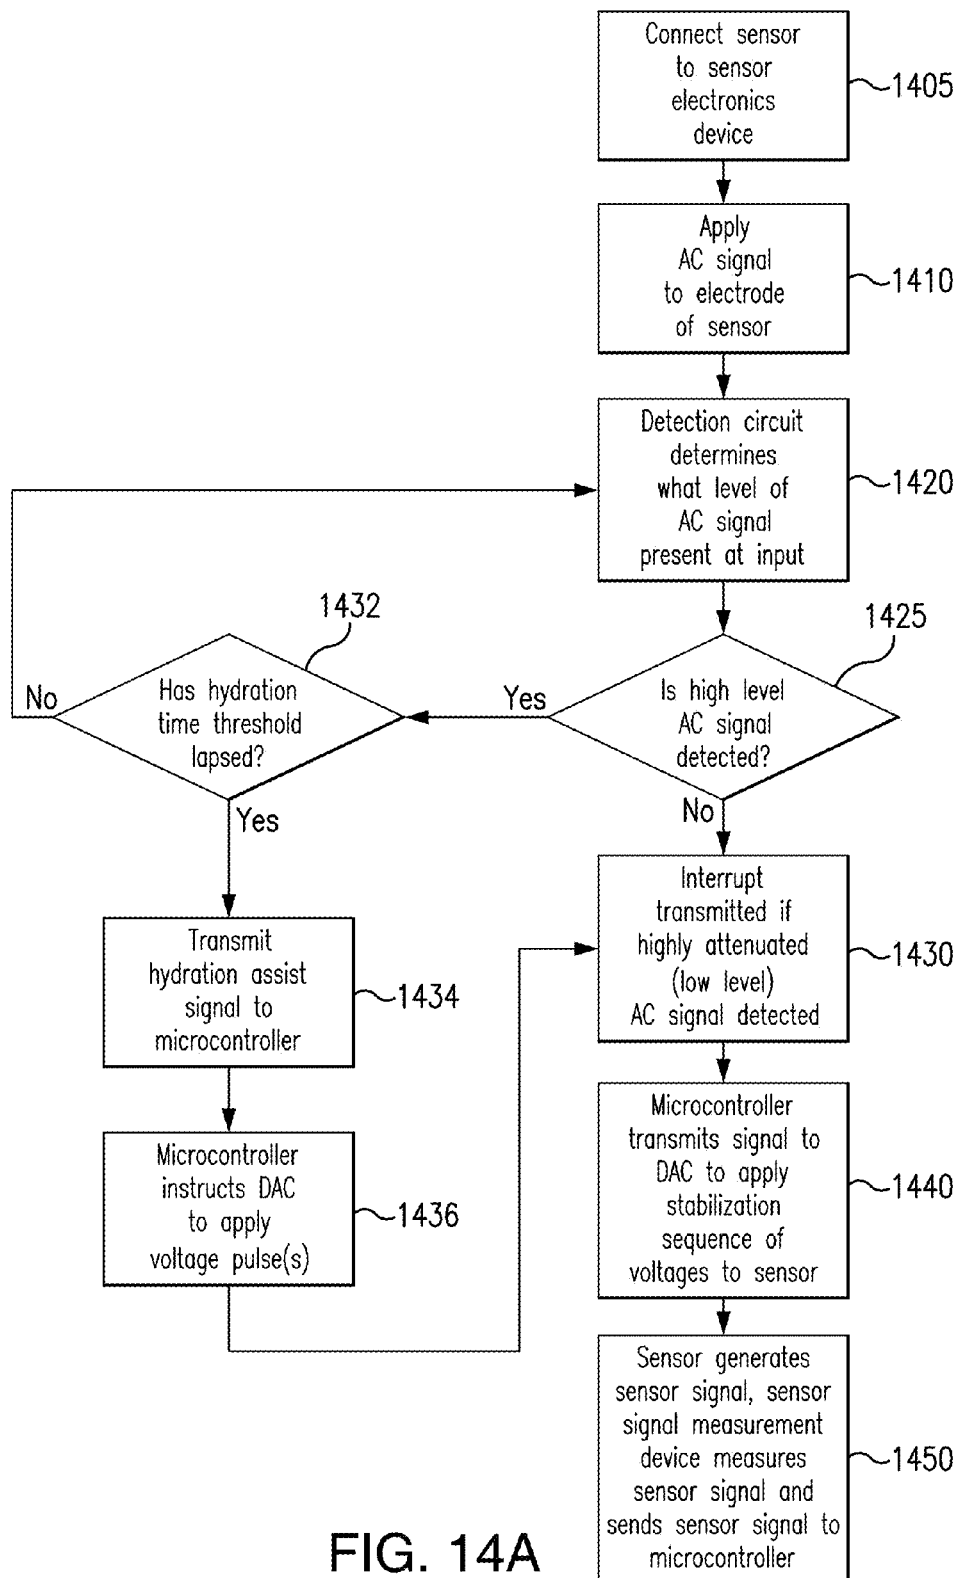 Connect sensor
to sensor
electronics
device
1405
Apply
AC signal
to electrode
of sensor
1410
Detection circuit
determines
what level of
AC signal
present at input
1420
1432
Has hydration
time threshold
lapsed?
No
Yes
1425
Is high level
AC signal
detected?
Yes
No
Transmit
hydration assist
signal to
microcontroller
1434
Microcontroller
instructs DAC
to apply
voltage pulse(s)
1436
Interrupt
transmitted if
highly attenuated
(low level)
AC signal detected
1430
Microcontroller
transmits signal to
DAC to apply
stabilization
sequence of
voltages to sensor
1440
Sensor generates
sensor signal, sensor
signal measurement
device measures
sensor signal and
sends sensor signal to
microcontroller
1450
FIG. 14A